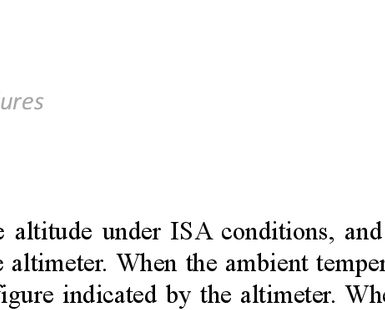 ures
altitude under ISA conditions, and
altimeter. When the ambient temper
figure indicated by the altimeter. Whe